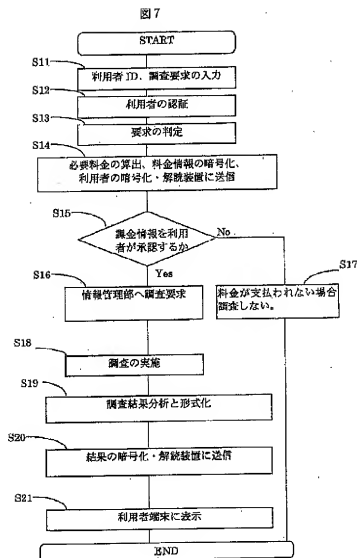 図7
START
S11
利用者ID、調査要求の入力
S12
利用者の認証
S13
要求の判定
S14
必要料金の算出、料金情報の暗号化、
利用者の暗号化・解読装置に送信
S15
課金情報を利用
者が承認するか
No
Yes
S16
情報管理部へ調査要求
S17
料金が支払われない場合
調査しない。
S18
調査の実施
S19
調査結果分析と形式化
S20
結果の暗号化・解読装置に送信
S21
利用者端末に表示
END